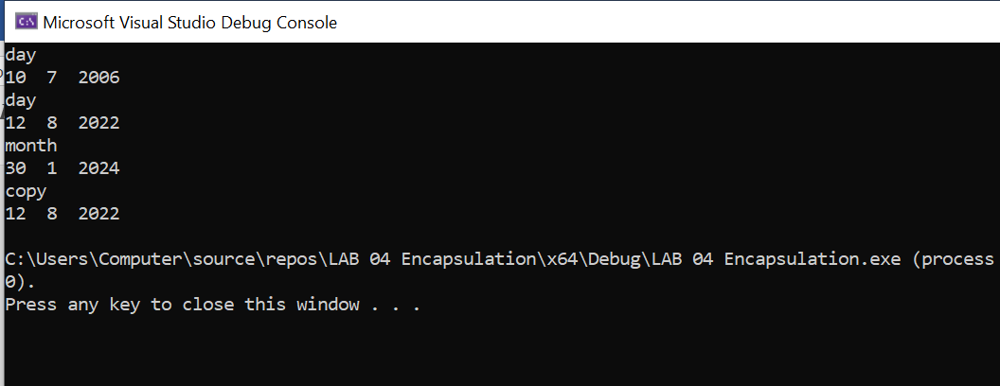 Microsoft Visual Studio Debug Console
day
10  7  2006
day
12  8  2022
month
30  1  2024
copy
12  8  2022
C:\Users\Computer\source\repos\LAB 04 Encapsulation\x64\Debug\LAB 04 Encapsulation.exe (process
0).
Press any key to close this window . . .